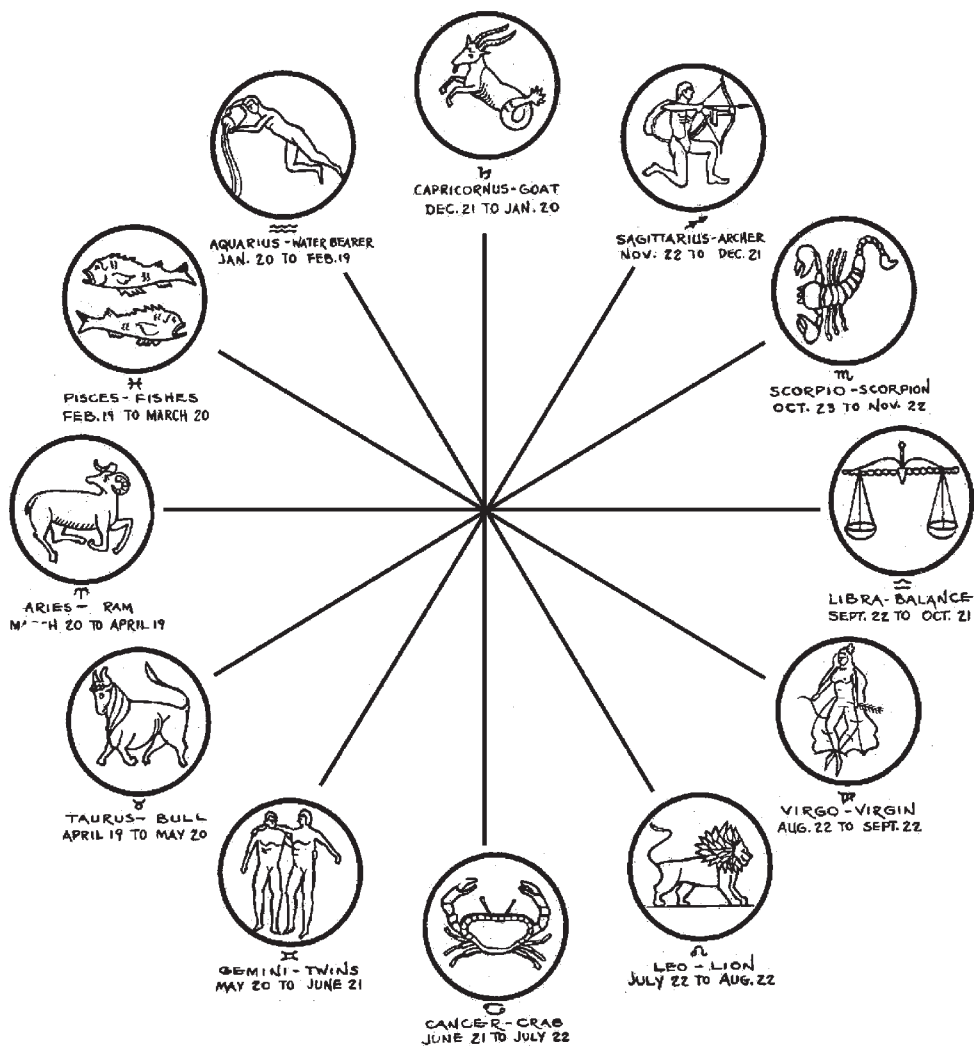 CAPRICORNUS-GOAT
DEC. 21 TO JAN. 20
SAGITTARIUS-ARCHER
NOV. 22 TO DEC. 21
AQUARIUS-WATER BEARER
JAN. 20 TO FEB. 19
SCORPIO-SCORPION
OCT. 23 TO NOV. 22
PISCES-FISHES
FEB. 19 TO MARCH 20
LIBRA-BALANCE
SEPT. 22 TO OCT. 21
ARIES- RAM
20 TO APRIL 19
VIRGO-VIRGIN
AUG. 22 TO SEPT. 22
TAURUS- BULL
APRIL 19 TO MAY 20
LEO-LION
JULY 22 TO AUG. 22
GEMINI-TWINS
MAY 20 TO JUNE 21
CANCER-CRAB
JUNE 21 TO JULY 22